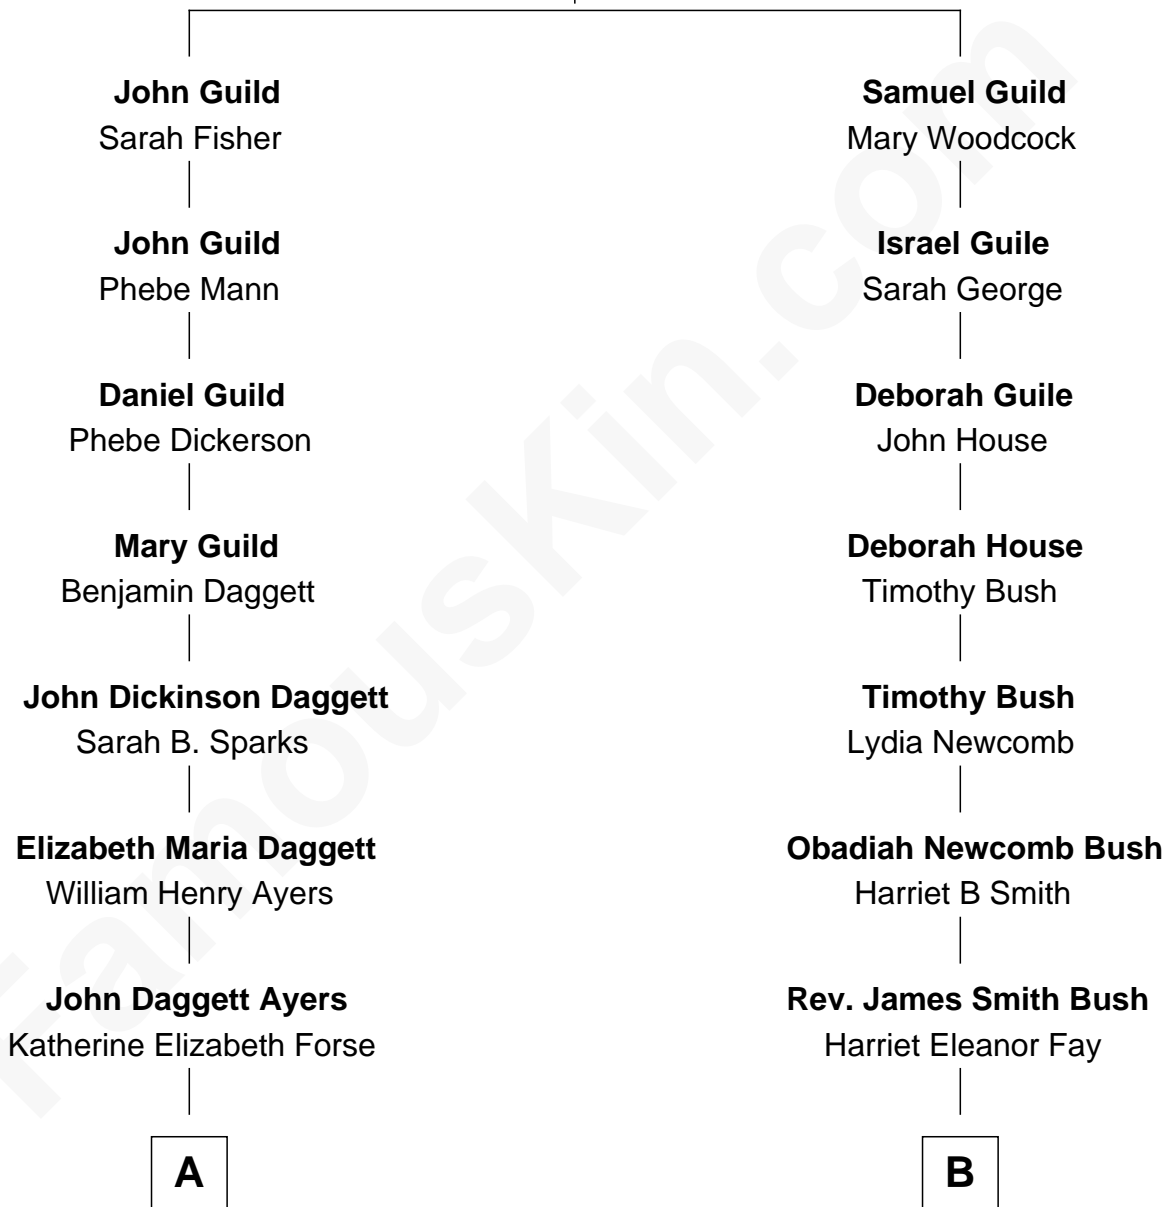 John Guild
Sarah Fisher
Samuel Guild
Mary Woodcock
John Guild
Phebe Mann
Israel Guile
Sarah George
Daniel Guild
Phebe Dickerson
Deborah Guile
John House
Mary Guild
Benjamin Daggett
Deborah House
Timothy Bush
John Dickinson Daggett
Sarah B. Sparks
Timothy Bush
Lydia Newcomb
Elizabeth Maria Daggett
William Henry Ayers
Obadiah Newcomb Bush
Harriet B Smith
John Daggett Ayers
Katherine Elizabeth Forse
Rev. James Smith Bush
Harriet Eleanor Fay
A
B
FamousKin.com